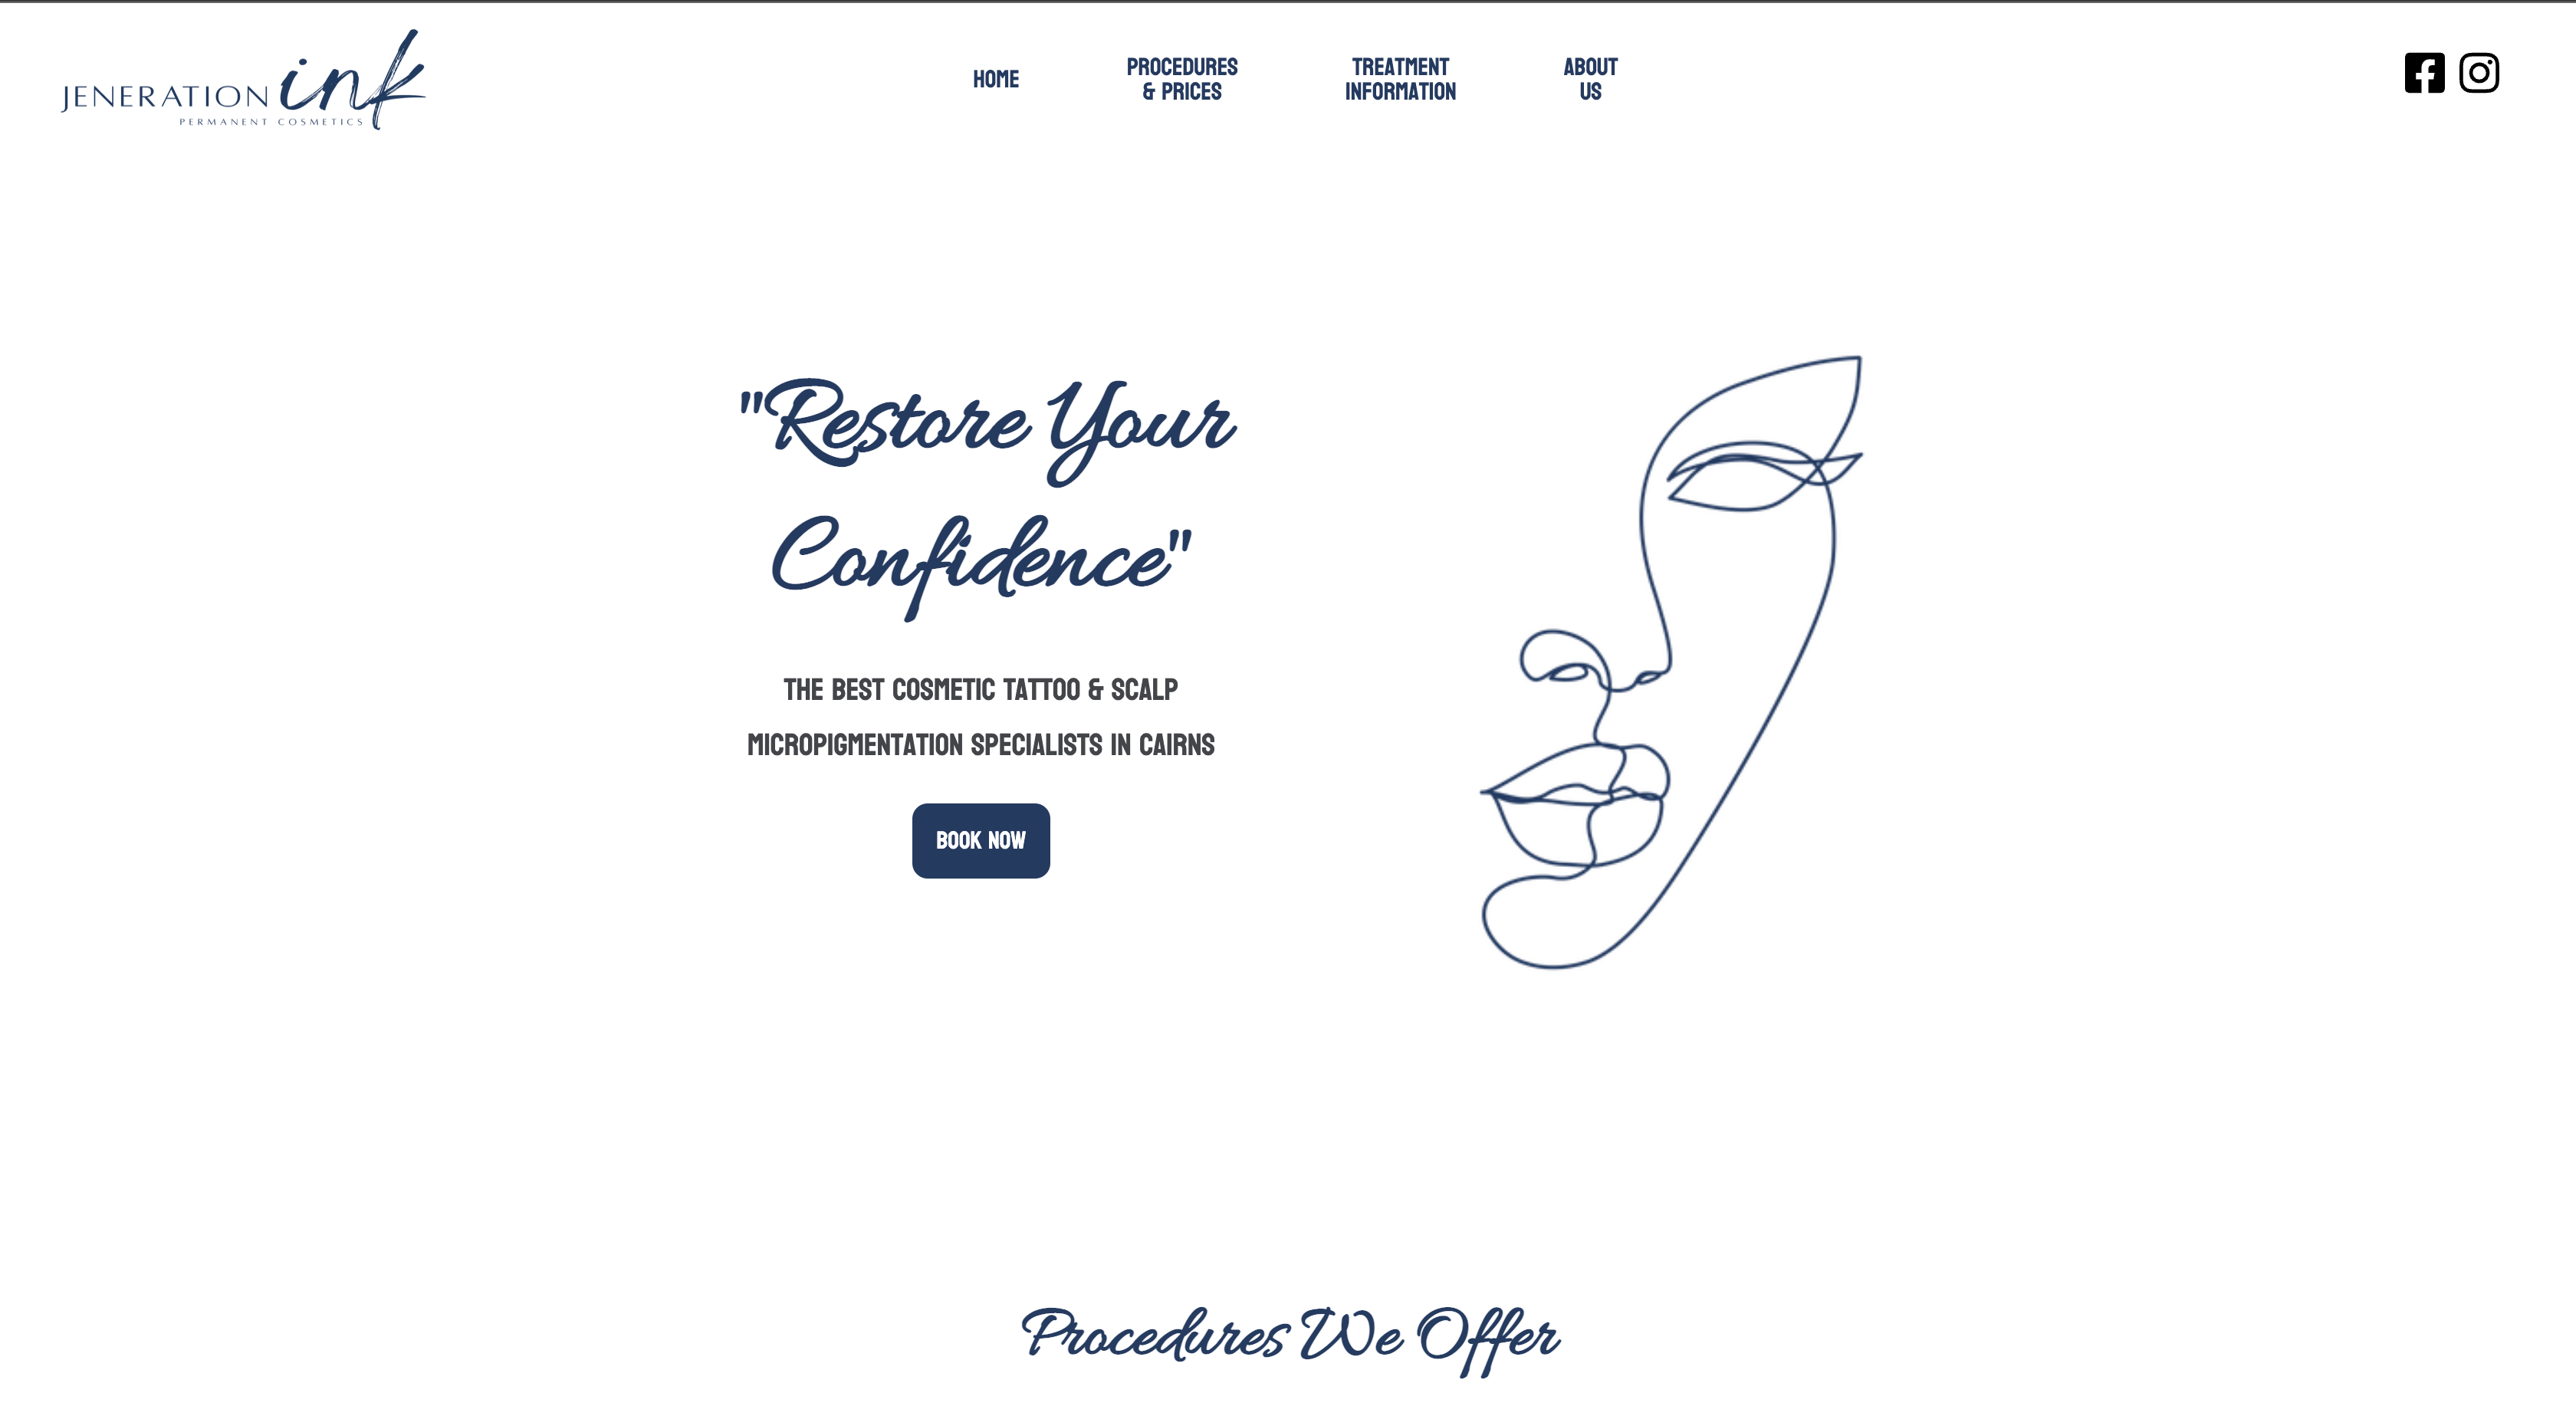 JENERATION ink
PERMANENT COSMETICS
HOME
PROCEDURES
& PRICES
TREATMENT
INFORMATION
ABOUT
US
"Restore Your
Confidence"
THE BEST COSMETIC TATTOO & SCALP
MICROPIGMENTATION SPECIALISTS IN CAIRNS
BOOK NOW
Procedures We Offer